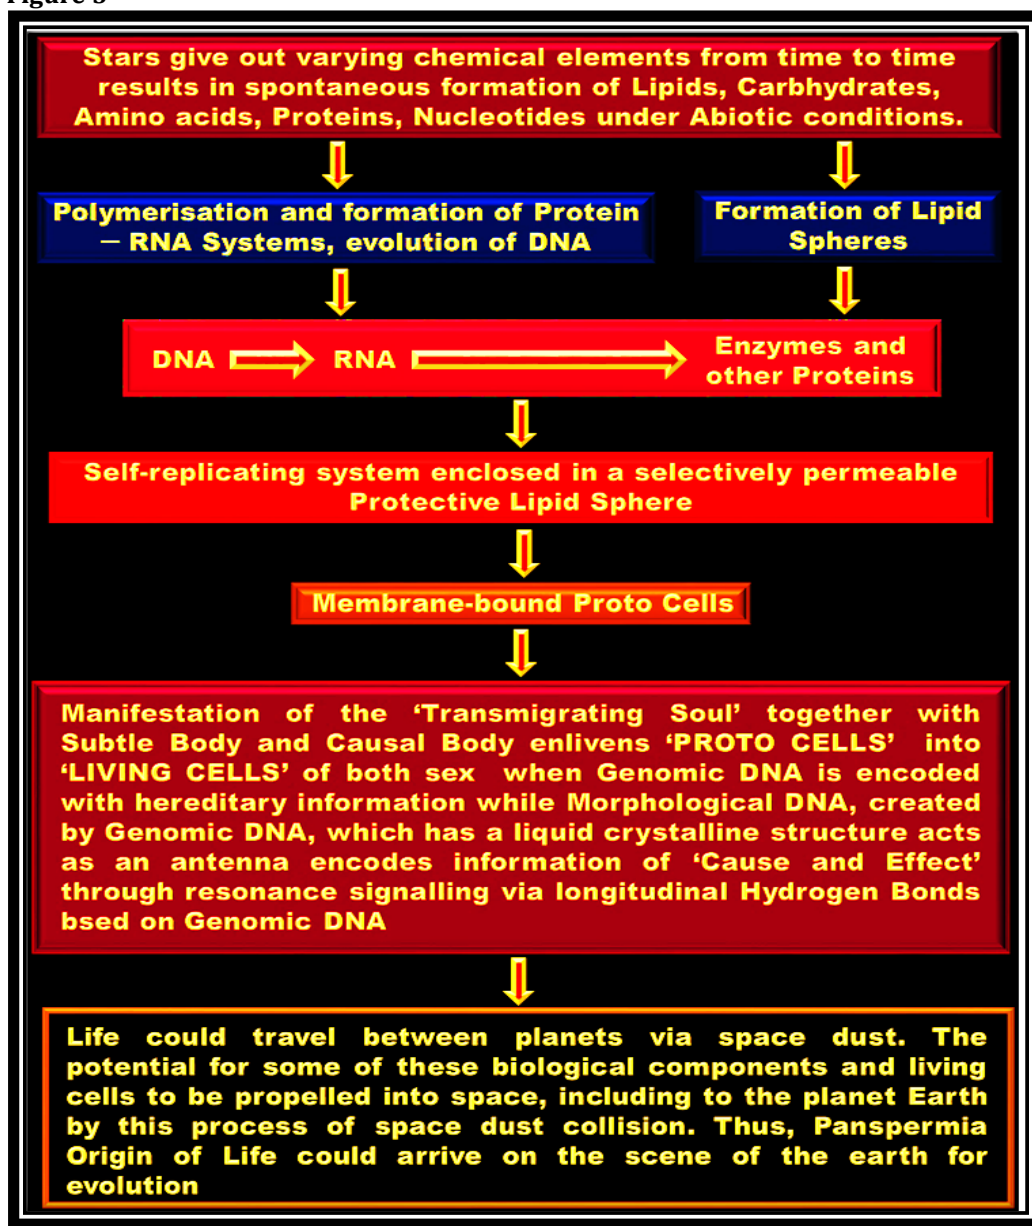 Stars give out varying chemical elements from time to time
results in spontaneous formation of Lipids, Carbhydrates,
Amino acids, Proteins, Nucleotides under Abiotic conditions.
Polymerisation and formation of Protein
– RNA Systems, evolution of DNA
Formation of Lipid
Spheres
DNA RNA Enzymes and
other Proteins
Self-replicating system enclosed in a selectively permeable
Protective Lipid Sphere
Membrane-bound Proto Cells
Manifestation of the ‘Transmigrating Soul’ together with
Subtle Body and Causal Body enlivens ‘PROTO CELLS’ into
‘LIVING CELLS’ of both sex when Genomic DNA is encoded
with hereditary information while Morphological DNA, created
by Genomic DNA, which has a liquid crystalline structure acts
as an antenna encodes information of ‘Cause and Effect’
through resonance signalling via longitudinal Hydrogen Bonds
bsed on Genomic DNA
Life could travel between planets via space dust. The
potential for some of these biological components and living
cells to be propelled into space, including to the planet Earth
by this process of space dust collision. Thus, Panspermia
Origin of Life could arrive on the scene of the earth for
evolution